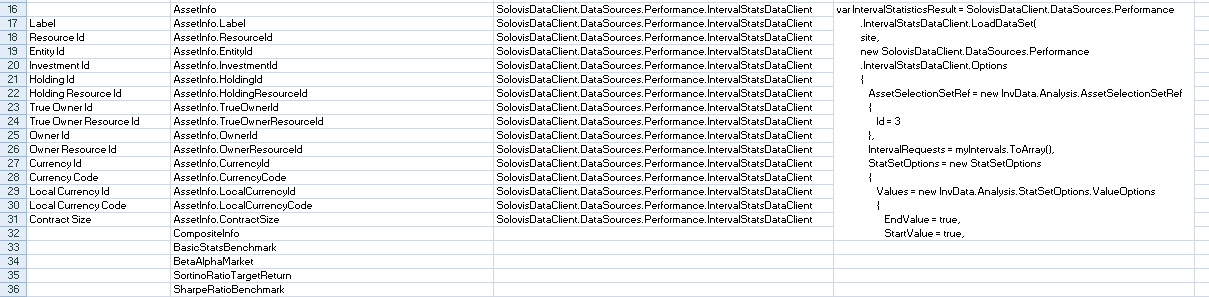 16 AssetInfo SolovisDataClient.DataSources.Performance.IntervalStatsDataClient var IntervalStatisticsResult = SolovisDataClient.DataSources.Performance
17 Label AssetInfo.Label SolovisDataClient.DataSources.Performance.IntervalStatsDataClient .IntervalStatsDataClient.LoadDataSet(
18 Resource Id AssetInfo.ResourceId SolovisDataClient.DataSources.Performance.IntervalStatsDataClient site,
19 Entity Id AssetInfo.EntityId SolovisDataClient.DataSources.Performance.IntervalStatsDataClient new SolovisDataClient.DataSources.Performance
20 Investment Id AssetInfo.InvestmentId SolovisDataClient.DataSources.Performance.IntervalStatsDataClient .IntervalStatsDataClient.Options
21 Holding Id AssetInfo.HoldingId SolovisDataClient.DataSources.Performance.IntervalStatsDataClient {
22 Holding Resource Id AssetInfo.HoldingResourceId SolovisDataClient.DataSources.Performance.IntervalStatsDataClient AssetSelectionSetRef = new InvData.Analysis.AssetSelectionSetRef
23 True Owner Id AssetInfo.TrueOwnerId SolovisDataClient.DataSources.Performance.IntervalStatsDataClient {
24 True Owner Resource Id AssetInfo.TrueOwnerResourceId SolovisDataClient.DataSources.Performance.IntervalStatsDataClient Id = 3
25 Owner Id AssetInfo.OwnerId SolovisDataClient.DataSources.Performance.IntervalStatsDataClient },
26 Owner Resource Id AssetInfo.OwnerResourceId SolovisDataClient.DataSources.Performance.IntervalStatsDataClient IntervalRequests = myIntervals.ToArray(),
27 Currency Id AssetInfo.CurrencyId SolovisDataClient.DataSources.Performance.IntervalStatsDataClient StatSetOptions = new StatSetOptions
28 Currency Code AssetInfo.CurrencyCode SolovisDataClient.DataSources.Performance.IntervalStatsDataClient {
29 Local Currency Id AssetInfo.LocalCurrencyId SolovisDataClient.DataSources.Performance.IntervalStatsDataClient Values = new InvData.Analysis.StatSetOptions.ValueOptions
30 Local Currency Code AssetInfo.LocalCurrencyCode SolovisDataClient.DataSources.Performance.IntervalStatsDataClient {
31 Contract Size AssetInfo.ContractSize SolovisDataClient.DataSources.Performance.IntervalStatsDataClient EndValue = true,
32 CompositeInfo StartValue = true,
33 BasicStatsBenchmark
34 BetaAlphaMarket
35 SortinoRatioTargetReturn
36 SharpeRatioBenchmark